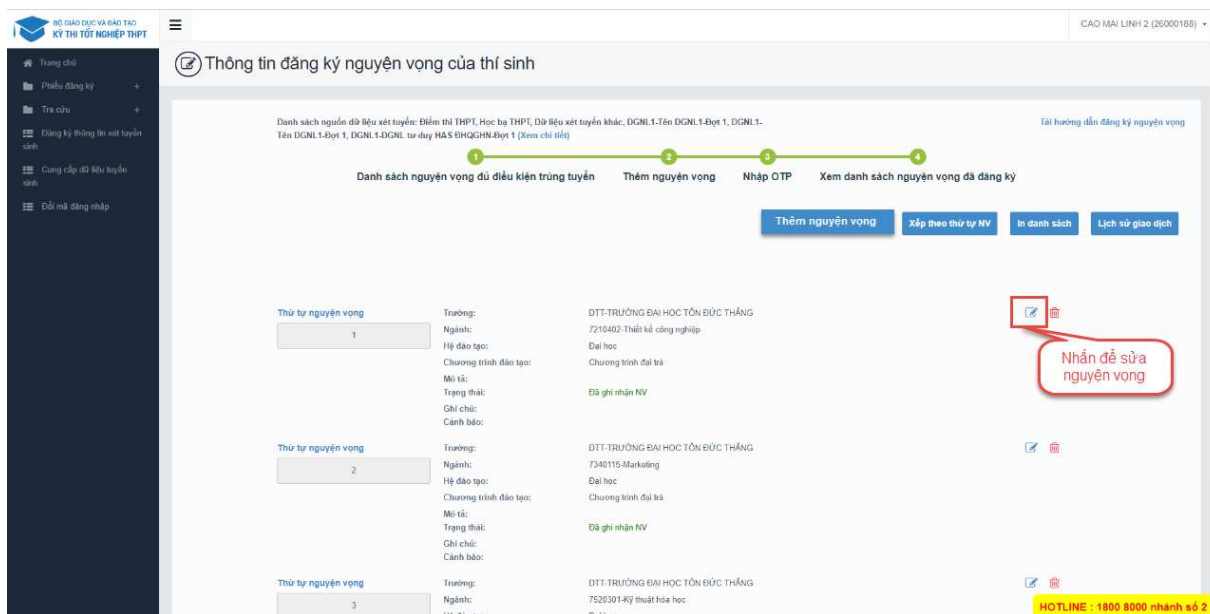 BỘ GIÁO DỤC VÀ ĐÀO TẠO
KỲ THI TỐT NGHIỆP THPT
CAO MAI LINH 2 (26000188)
Trang chủ
Phiếu đăng ký +
Tra cứu +
Đăng ký thông tin xét tuyển
sinh
Cung cấp dữ liệu tuyển
sinh
Đổi mã đăng nhập
Thông tin đăng ký nguyện vọng của thí sinh
Danh sách nguồn dữ liệu xét tuyển: Điểm thi THPT, Học bạ THPT, Dữ liệu xét tuyển khác, DGNL1-Tên DGNL1-Đợt 1, DGNL1-
Tên DGNL1-Đợt 1, DGNL1-DGNL tư duy HAS ĐHQGHN-Đợt 1 (Xem chi tiết)
Tải hướng dẫn đăng ký nguyện vọng
1 2 3 4
Danh sách nguyện vọng đủ điều kiện trúng tuyển Thêm nguyện vọng Nhập OTP Xem danh sách nguyện vọng đã đăng ký
Thêm nguyện vọng Xếp theo thứ tự NV In danh sách Lịch sử giao dịch
Thứ tự nguyện vọng
1
Trường: DTT-TRƯỜNG ĐẠI HỌC TÔN ĐỨC THẮNG
Ngành: 7210402-Thiết kế công nghiệp
Hệ đào tạo: Đại học
Chương trình đào tạo: Chương trình đại trà
Mô tả:
Trạng thái: Đã ghi nhận NV
Ghi chú:
Cảnh báo:
Nhấn để sửa
nguyện vọng
Thứ tự nguyện vọng
2
Trường: DTT-TRƯỜNG ĐẠI HỌC TÔN ĐỨC THẮNG
Ngành: 7340115-Marketing
Hệ đào tạo: Đại học
Chương trình đào tạo: Chương trình đại trà
Mô tả:
Trạng thái: Đã ghi nhận NV
Ghi chú:
Cảnh báo:
Thứ tự nguyện vọng
3
Trường: DTT-TRƯỜNG ĐẠI HỌC TÔN ĐỨC THẮNG
Ngành: 7520301-Kỹ thuật hóa học
HOTLINE : 1800 8000 nhánh số 2